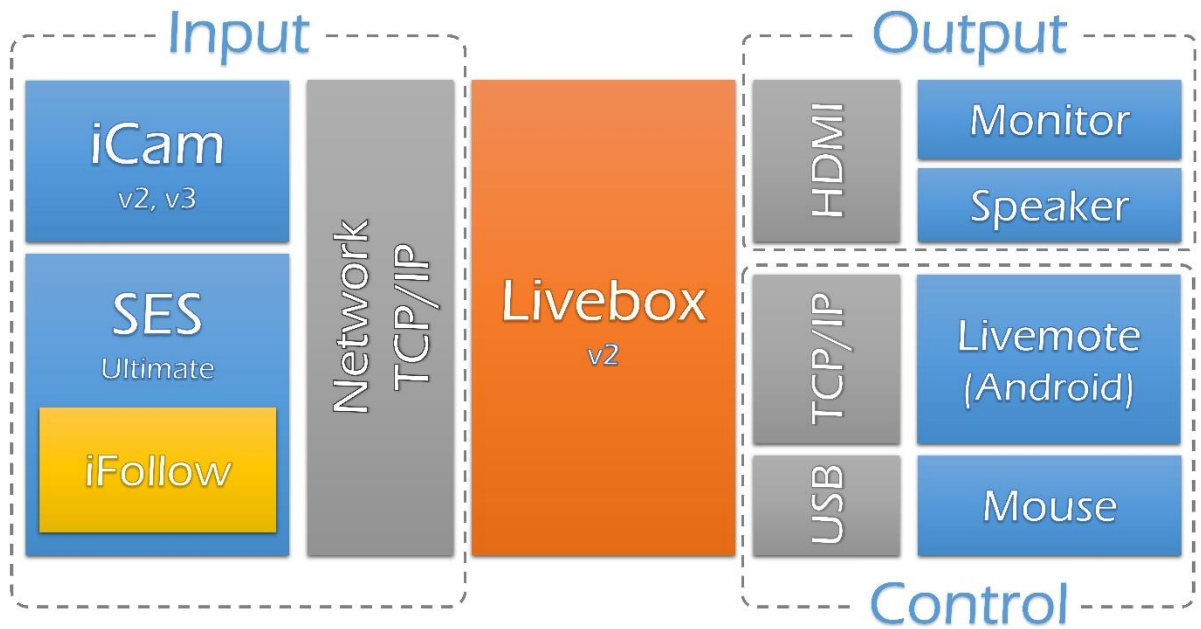 Input
iCam
v2, v3
SES
Ultimate
iFollow
Network
TCP/IP
Livebox
v2
Output
HDMI
Monitor
Speaker
TCP/IP
Livemote
(Android)
USB
Mouse
Control